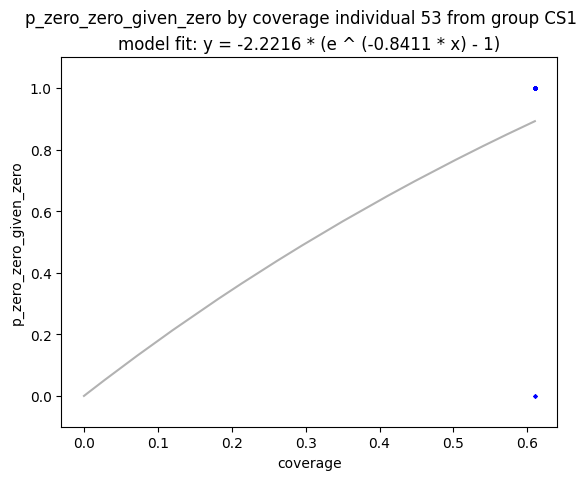 p_zero_zero_given_zero by coverage individual 53 from group CS1
model fit: y = -2.2216 * (e ^ (-0.8411 * x) - 1)
1.0
0.8
0.6
0.4
0.2
0.0
p_zero_zero_given_zero
0.0 0.1 0.2 0.3 0.4 0.5 0.6
coverage